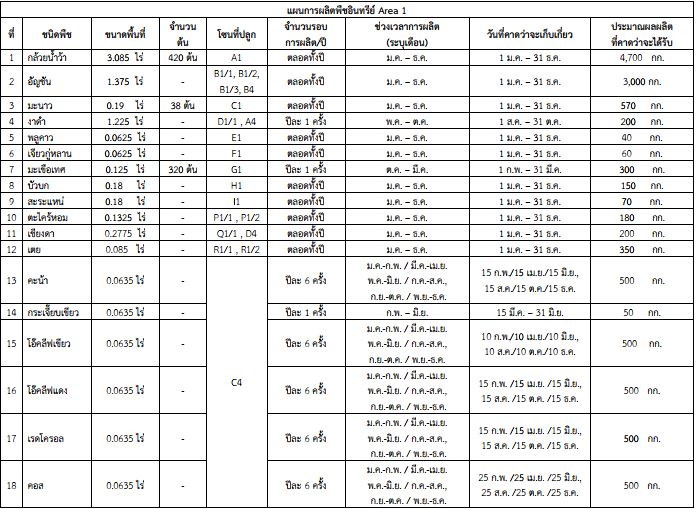 แผนการผลิตพืชอินทรีย์ Area 1
ที่ ชนิดพืช ขนาดพื้นที่ จำนวนต้น โซนที่ปลูก จำนวนรอบการผลิต/ปี ช่วงเวลาการผลิต (ระบุเดือน) วันที่คาดว่าจะเก็บเกี่ยว ประมาณผลผลิตที่คาดว่าจะได้รับ
1 กล้วยน้ำว้า 3.085 ไร่ 420 ต้น A1 ตลอดทั้งปี ม.ค. – ธ.ค. 1 ม.ค. – 31 ธ.ค. 4,700 กก.
2 อัญชัน 1.375 ไร่ - B1/1, B1/2, B1/3, B4 ตลอดทั้งปี ม.ค. – ธ.ค. 1 ม.ค. – 31 ธ.ค. 3,000 กก.
3 มะนาว 0.19 ไร่ 38 ต้น C1 ตลอดทั้งปี ม.ค. – ธ.ค. 1 ม.ค. – 31 ธ.ค. 570 กก.
4 งาดำ 1.225 ไร่ - D1/1 , A4 ปีละ 1 ครั้ง พ.ค. – ต.ค. 1 ส.ค. – 31 ต.ค. 200 กก.
5 พลูคาว 0.0625 ไร่ - E1 ตลอดทั้งปี ม.ค. – ธ.ค. 1 ม.ค. – 31 ธ.ค. 40 กก.
6 เจียวกู่หลาน 0.0625 ไร่ - F1 ตลอดทั้งปี ม.ค. – ธ.ค. 1 ม.ค. – 31 ธ.ค. 60 กก.
7 มะเขือเทศ 0.125 ไร่ 320 ต้น G1 ปีละ 1 ครั้ง ต.ค. – มี.ค. 1 ก.พ. – 31 มี.ค. 300 กก.
8 บัวบก 0.18 ไร่ - H1 ตลอดทั้งปี ม.ค. – ธ.ค. 1 ม.ค. – 31 ธ.ค. 150 กก.
9 สะระแหน่ 0.18 ไร่ - I1 ตลอดทั้งปี ม.ค. – ธ.ค. 1 ม.ค. – 31 ธ.ค. 70 กก.
10 ตะไคร้หอม 0.1325 ไร่ - P1/1 , P1/2 ตลอดทั้งปี ม.ค. – ธ.ค. 1 ม.ค. – 31 ธ.ค. 180 กก.
11 เชียงดา 0.2775 ไร่ - Q1/1 , D4 ตลอดทั้งปี ม.ค. – ธ.ค. 1 ม.ค. – 31 ธ.ค. 200 กก.
12 เตย 0.085 ไร่ - R1/1 , R1/2 ตลอดทั้งปี ม.ค. – ธ.ค. 1 ม.ค. – 31 ธ.ค. 350 กก.
13 คะน้า 0.0635 ไร่ - ปีละ 6 ครั้ง ม.ค.-ก.พ. / มี.ค.-เม.ย. พ.ค.-มิ.ย. / ก.ค.-ส.ค., ก.ย.-ต.ค. / พ.ย.-ธ.ค. 15 ก.พ./15 เม.ย./15 มิ.ย., 15 ส.ค./15 ต.ค./15 ธ.ค. 500 กก.
14 กระเจี๊ยบเขียว 0.0635 ไร่ - ปีละ 1 ครั้ง ก.พ. – มิ.ย. 15 มี.ค. – 31 มิ.ย. 50 กก.
15 โอ๊คลีฟเขียว 0.0635 ไร่ - ปีละ 6 ครั้ง ม.ค.-ก.พ. / มี.ค.-เม.ย. พ.ค.-มิ.ย. / ก.ค.-ส.ค., ก.ย.-ต.ค. / พ.ย.-ธ.ค. 10 ก.พ./10 เม.ย./10 มิ.ย., 10 ส.ค./10 ต.ค./10 ธ.ค. 500 กก.
C4
16 โอ๊คลีฟแดง 0.0635 ไร่ - ปีละ 6 ครั้ง ม.ค.-ก.พ. / มี.ค.-เม.ย. พ.ค.-มิ.ย. / ก.ค.-ส.ค., ก.ย.-ต.ค. / พ.ย.-ธ.ค. 15 ก.พ. /15 เม.ย. /15 มิ.ย., 15 ส.ค. /15 ต.ค. /15 ธ.ค. 500 กก.
17 เรดโครอล 0.0635 ไร่ - ปีละ 6 ครั้ง ม.ค.-ก.พ. / มี.ค.-เม.ย. พ.ค.-มิ.ย. / ก.ค.-ส.ค., ก.ย.-ต.ค. / พ.ย.-ธ.ค. 15 ก.พ. /15 เม.ย. /15 มิ.ย., 15 ส.ค. /15 ต.ค. /15 ธ.ค. 500 กก.
18 คอส 0.0635 ไร่ - ปีละ 6 ครั้ง ม.ค.-ก.พ. / มี.ค.-เม.ย. พ.ค.-มิ.ย. / ก.ค.-ส.ค., ก.ย.-ต.ค. / พ.ย.-ธ.ค. 25 ก.พ. /25 เม.ย. /25 มิ.ย., 25 ส.ค. /25 ต.ค. /25 ธ.ค. 500 กก.